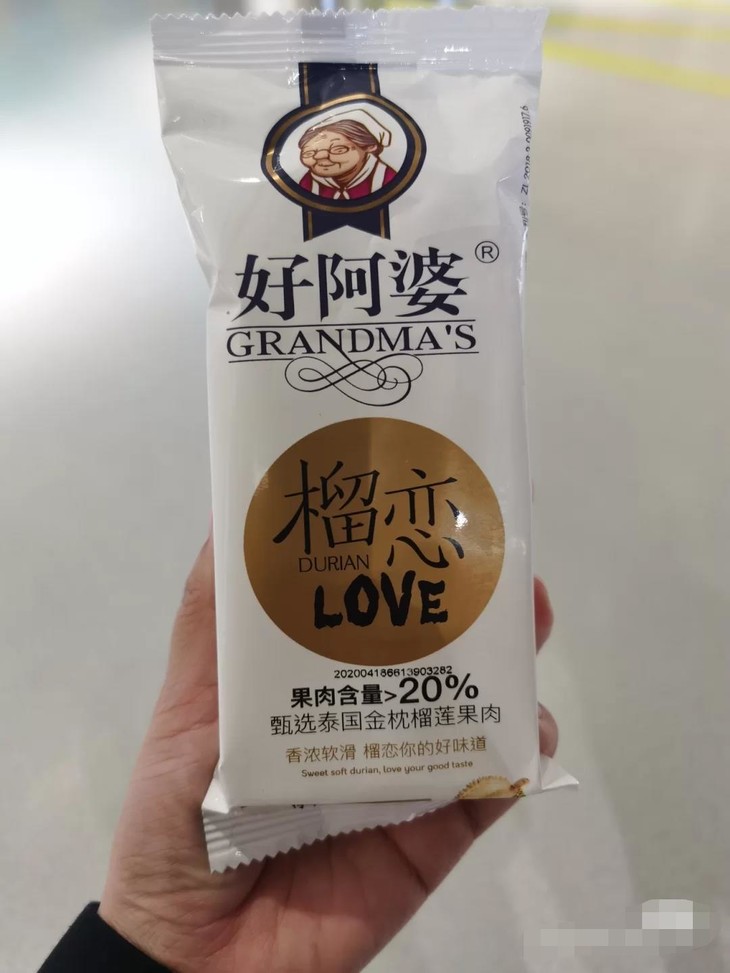 好阿婆®
GRANDMA'S
榴恋
DURIAN
LOVE
202004186613903282
果肉含量>20%
甄选泰国金枕榴莲果肉
香浓软滑 榴恋你的好味道
Sweet soft durian, love your good taste